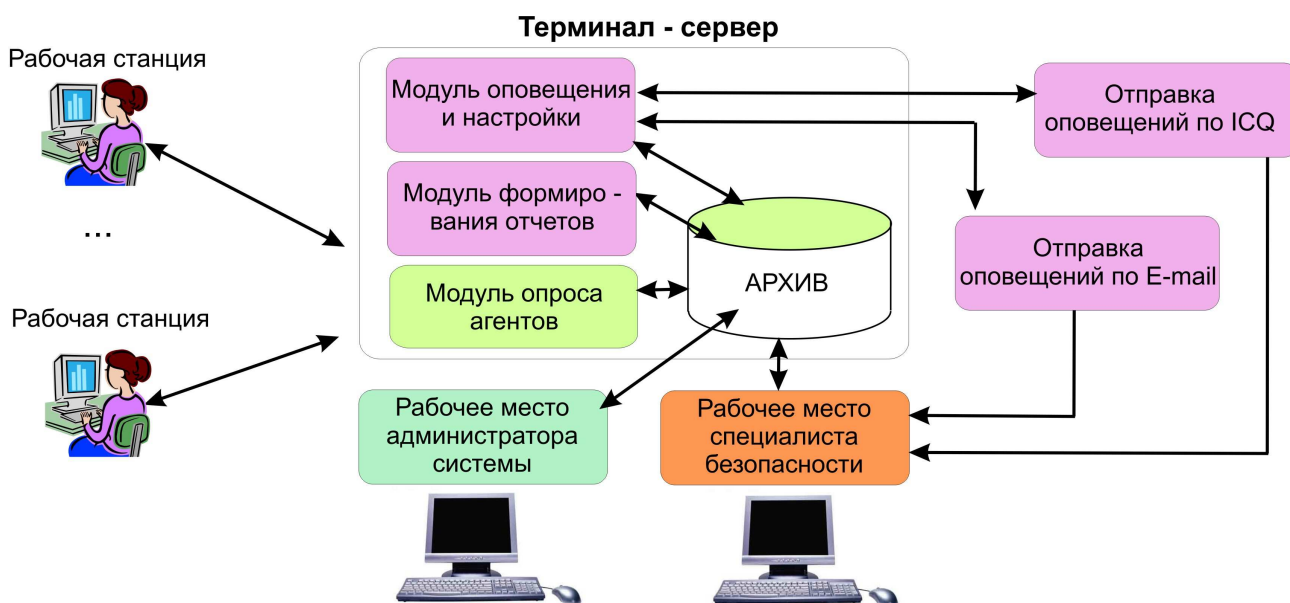 Терминал - сервер
Рабочая станция
...
Рабочая станция
Модуль оповещения
и настройки
Модуль формиро - 
вания отчетов
Модуль опроса
агентов
АРХИВ
Отправка
оповещений по ICQ
Отправка
оповещений по E-mail
Рабочее место
администратора
системы
Рабочее место
специалиста
безопасности